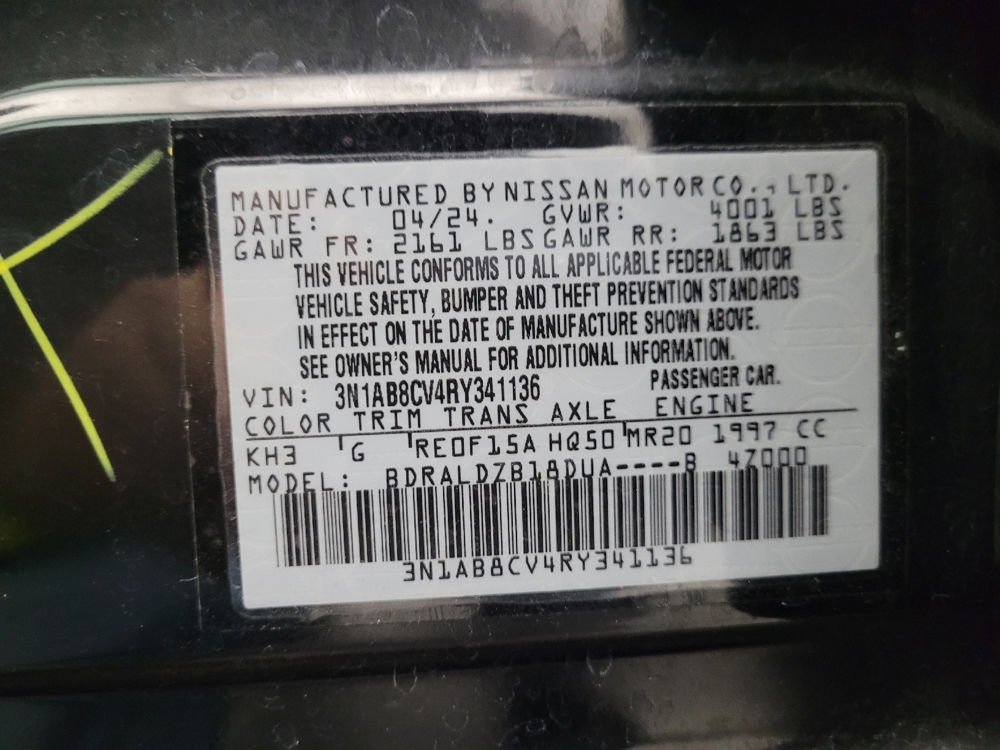 MANUFACTURED BY NISSAN MOTOR CO., LTD.
DATE: 04/24. GVWR: 4001 LBS
GAWR FR: 2161 LBS GAWR RR: 1863 LBS
THIS VEHICLE CONFORMS TO ALL APPLICABLE FEDERAL MOTOR
VEHICLE SAFETY, BUMPER AND THEFT PREVENTION STANDARDS
IN EFFECT ON THE DATE OF MANUFACTURE SHOWN ABOVE.
SEE OWNER'S MANUAL FOR ADDITIONAL INFORMATION.
VIN: 3N1AB8CV4RY341136 PASSENGER CAR.
COLOR TRIM TRANS AXLE ENGINE
KH3 G RE0F15A HQ50 MR20 1997 CC
MODEL: BDRALDZB18DUA----B 4Z000
3N1AB8CV4RY341136